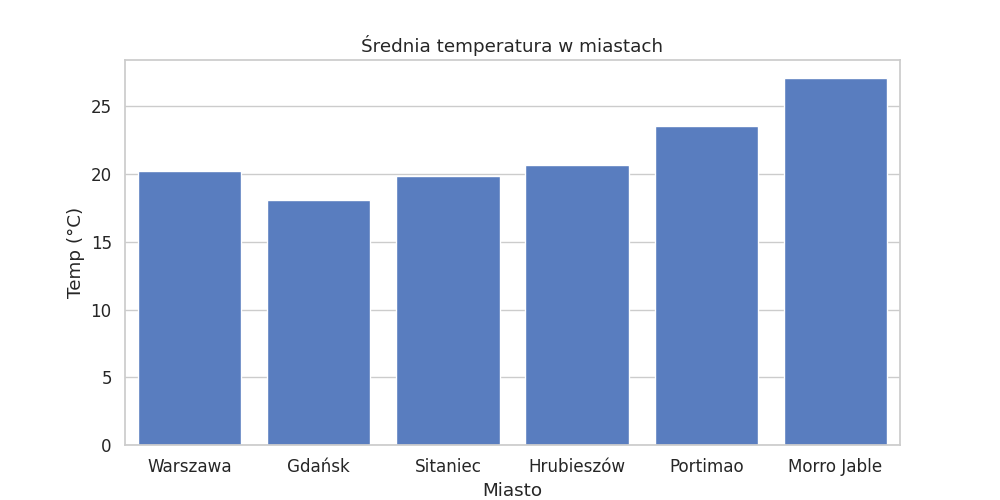 Średnia temperatura w miastach
Temp (°C)
25
20
15
10
5
0
Warszawa Gdańsk Sitaniec Hrubieszów Portimao Morro Jable
Miasto